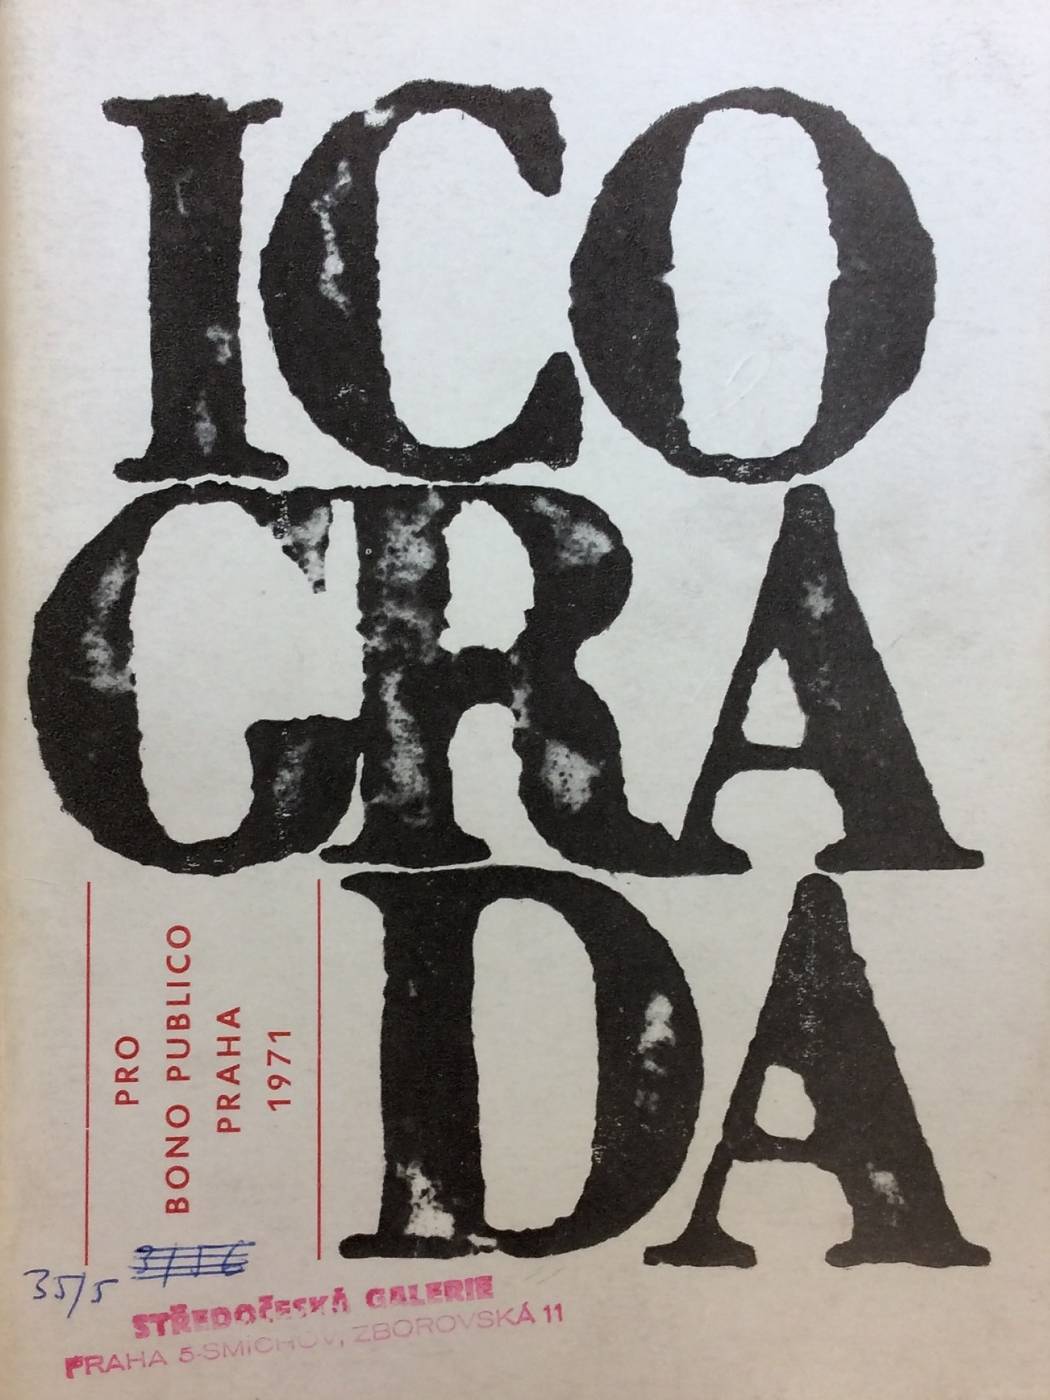 ICO
GRA
DA
PRO
BONO PUBLICO
PRAHA
1971
35/5
STŘEDOČESKÁ GALERIE
PRAHA 5-SMÍCHOV, ZBOROVSKÁ 11